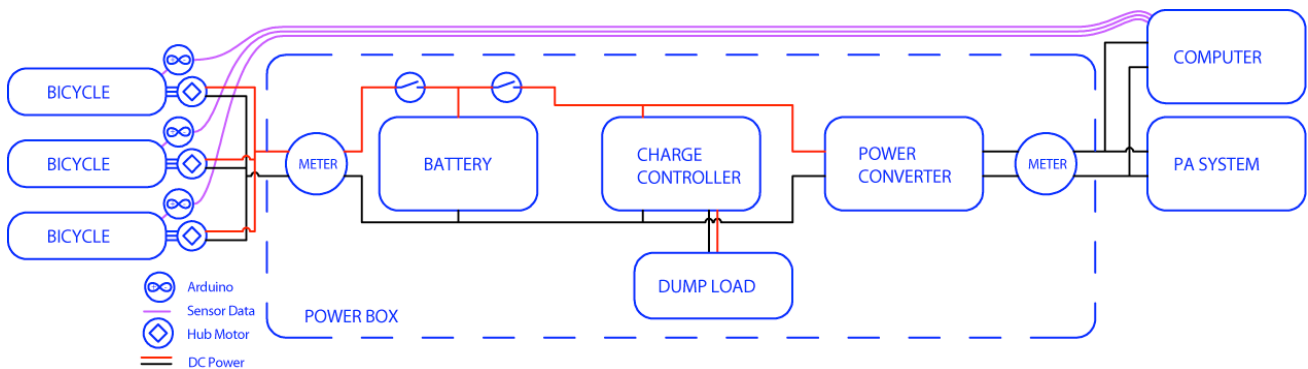 COMPUTER
BICYCLE
BICYCLE
BICYCLE
METER
BATTERY
CHARGE
CONTROLLER
POWER
CONVERTER
METER
PA SYSTEM
DUMP LOAD
POWER BOX
Arduino
Sensor Data
Hub Motor
DC Power